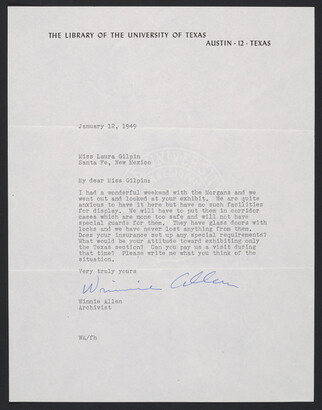 THE LIBRARY OF THE UNIVERSITY OF TEXAS
AUSTIN · 12 · TEXAS
January 12, 1949
Miss Laura Gilpin
Santa Fe, New Mexico
My dear Miss Gilpin:
I had a wonderful weekend with the Morgans and we
went out and looked at your exhibit. We are quite
anxious to have it here but have no such facilities
for display. We will have to put them in corridor
cases which are none too safe and will not have
special guards for them. They have glass doors with
locks and we have never lost anything from them.
Does your insurance set up any special requirements?
What would be your attitude toward exhibiting only
the Texas section? Can you pay us a visit during
that time? Please write me what you think of the
situation.
Very truly yours
Winnie Allen
Winnie Allen
Archivist
WA/fh